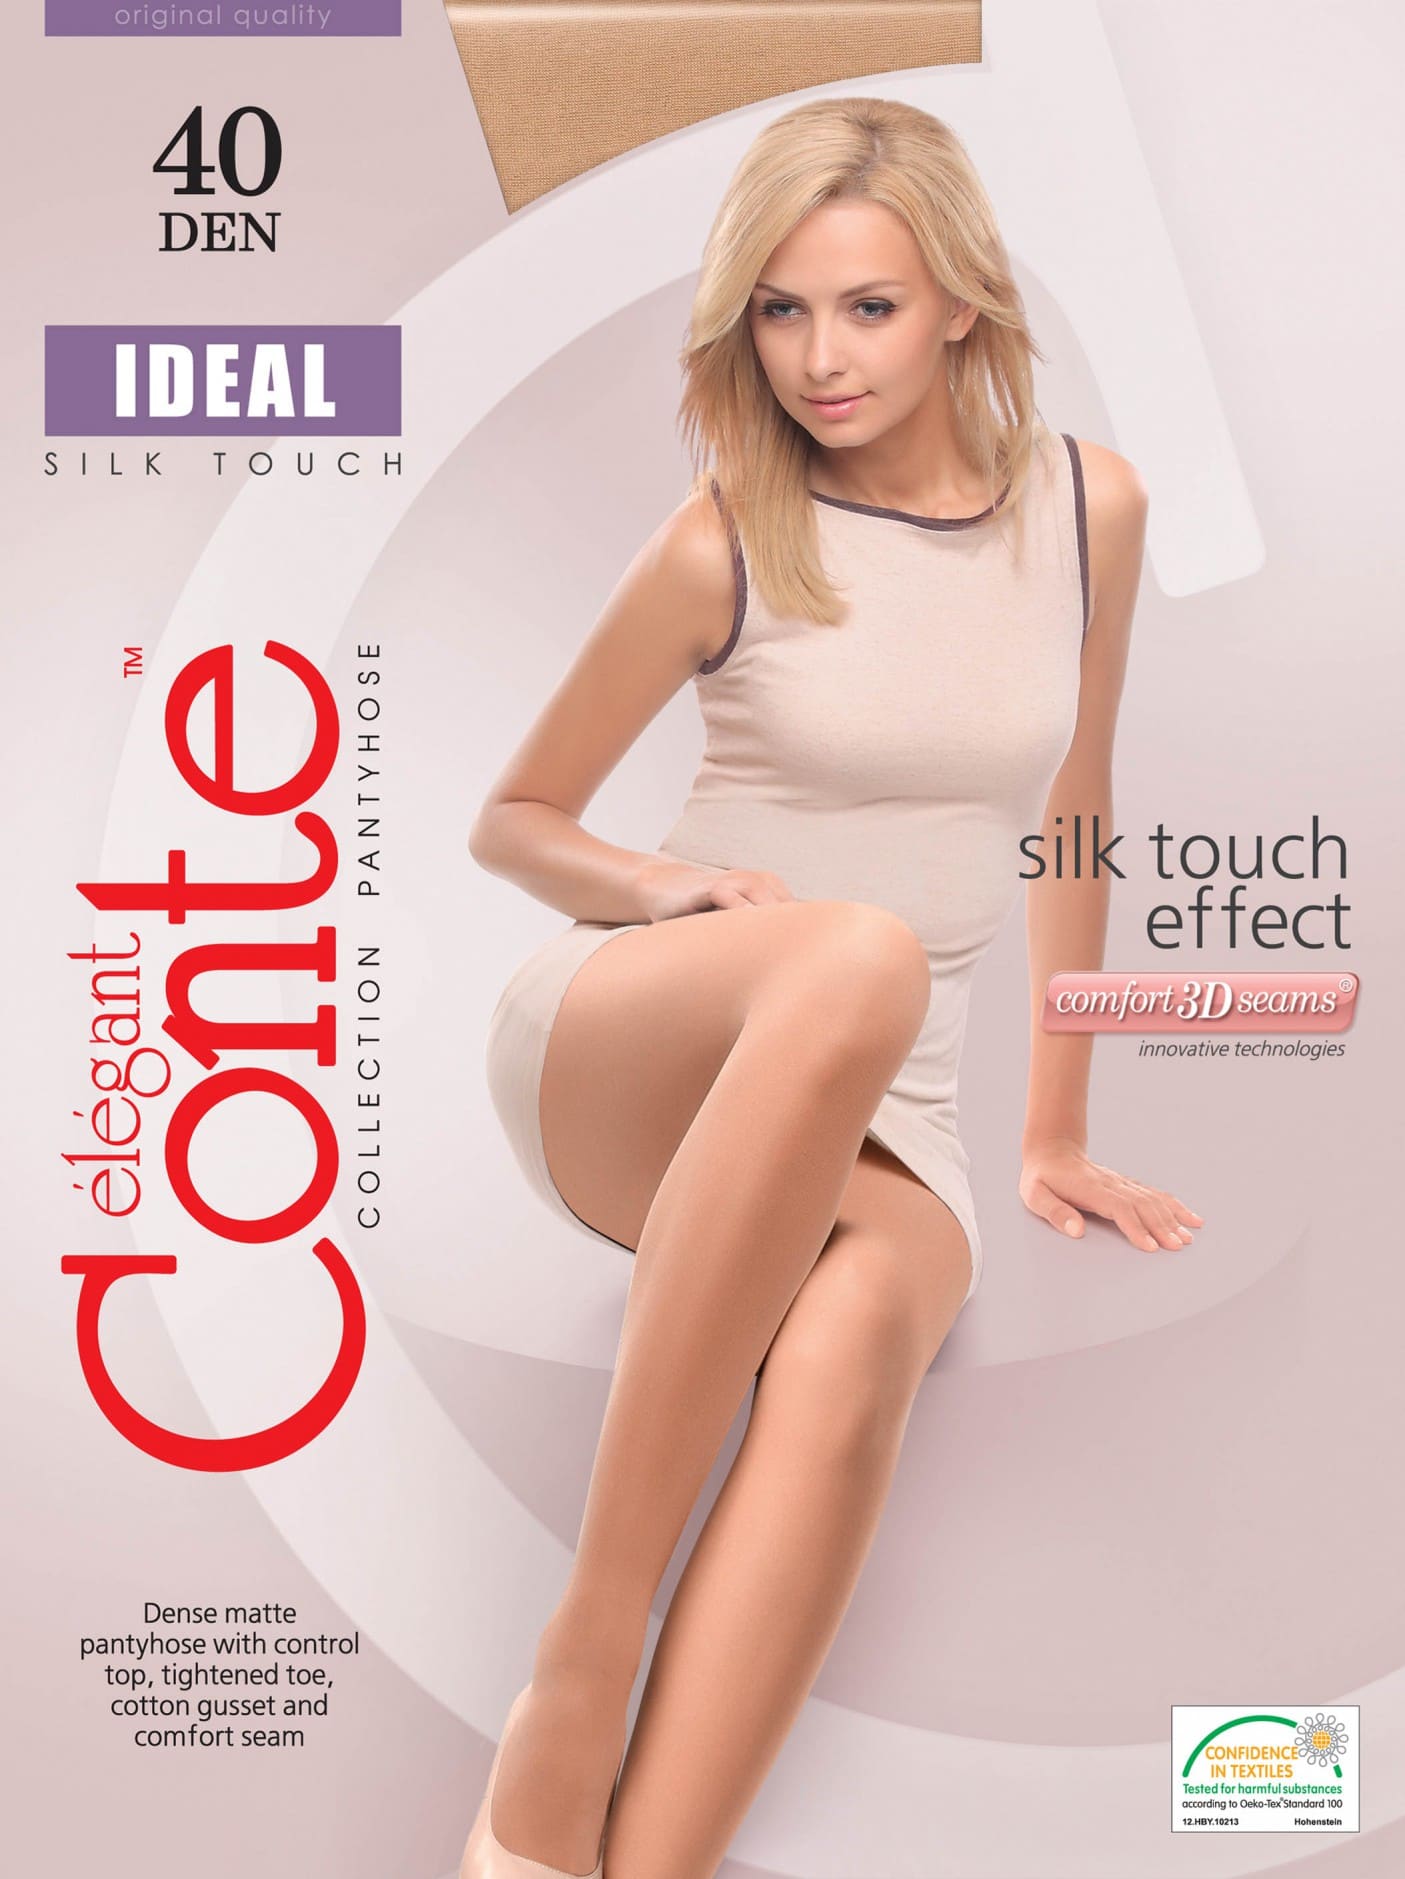 original quality
40
DEN
IDEAL
SILK TOUCH
élégant
Conte™
COLLECTION PANTYHOSE
silk touch
effect
comfort 3D seams®
innovative technologies
Dense matte
pantyhose with control
top, tightened toe,
cotton gusset and
comfort seam
CONFIDENCE
IN TEXTILES
Tested for harmful substances
according to Oeko-Tex® Standard 100
12.HBY.10213 Hohenstein